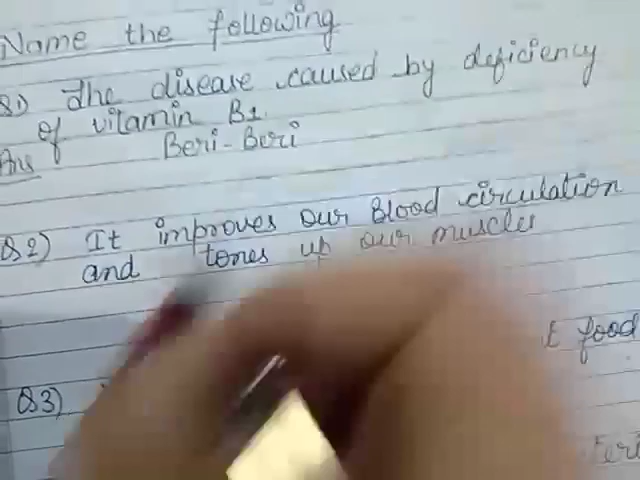 Name the following
Q1) The disease caused by deficiency
of vitamin B1.
Ans Beri-Beri
Q2) It improves our Blood circulation
and tones up our muscles
food
Q3)